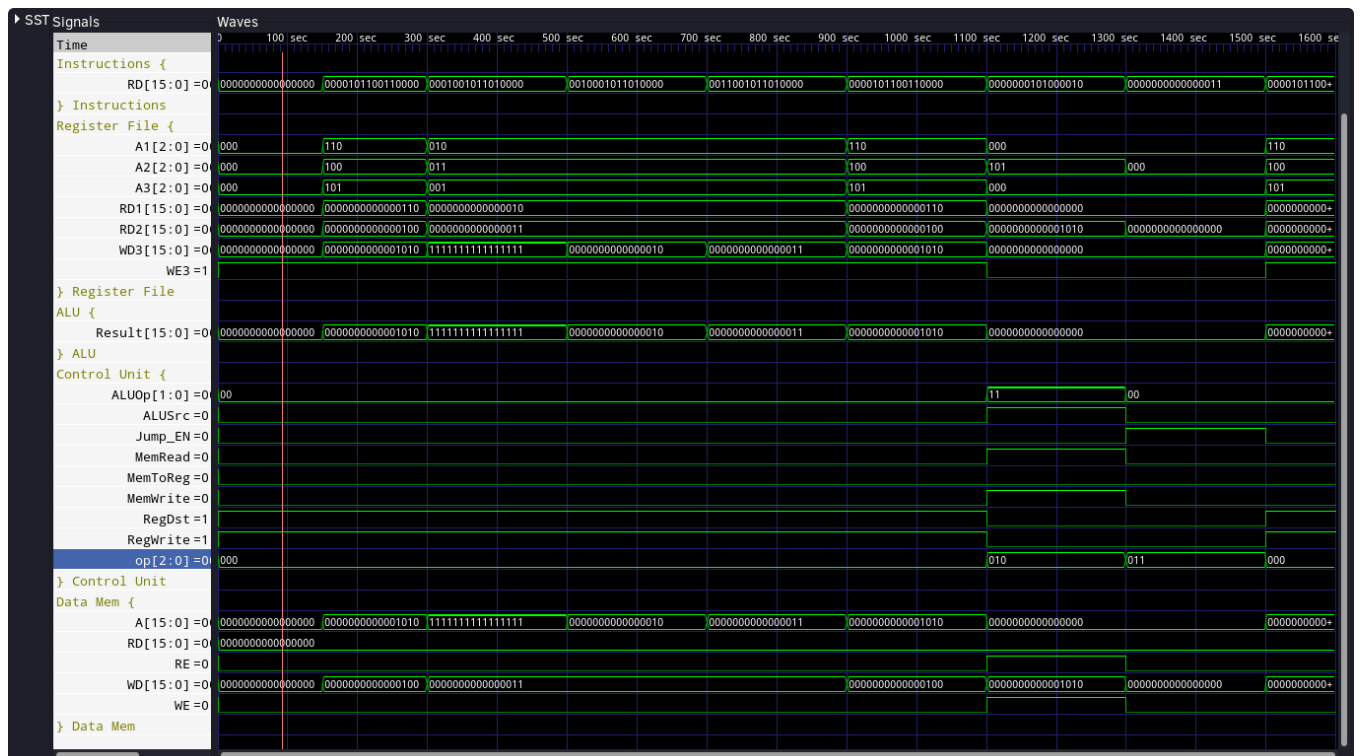 SST Signals Waves
Time 0 100 sec 200 sec 300 sec 400 sec 500 sec 600 sec 700 sec 800 sec 900 sec 1000 sec 1100 sec 1200 sec 1300 sec 1400 sec 1500 sec 1600 se
Instructions {
RD[15:0] =0 0000000000000000 0000101100110000 0001001011010000 0010001011010000 0011001011010000 0000101100110000 0000000101000010 0000000000000011 0000101100+
} Instructions
Register File {
A1[2:0] =0 000 110 010 110 000 110
A2[2:0] =0 000 100 011 100 101 000 100
A3[2:0] =0 000 101 001 101 000 101
RD1[15:0] =0 0000000000000000 0000000000000110 0000000000000010 0000000000000110 0000000000000000 0000000000+
RD2[15:0] =0 0000000000000000 0000000000000100 0000000000000011 0000000000000100 0000000000001010 0000000000000000 0000000000+
WD3[15:0] =0 0000000000000000 0000000000001010 1111111111111111 0000000000000010 0000000000000011 0000000000001010 0000000000000000 0000000000+
WE3 =1
} Register File
ALU {
Result[15:0] =0 0000000000000000 0000000000001010 1111111111111111 0000000000000010 0000000000000011 0000000000001010 0000000000000000 0000000000+
} ALU
Control Unit {
ALUOp[1:0] =0 00 11 00
ALUSrc =0
Jump_EN =0
MemRead =0
MemToReg =0
MemWrite =0
RegDst =1
RegWrite =1
op[2:0] =0 000 010 011 000
} Control Unit
Data Mem {
A[15:0] =0 0000000000000000 0000000000001010 1111111111111111 0000000000000010 0000000000000011 0000000000001010 0000000000000000 0000000000+
RD[15:0] =0 0000000000000000
RE =0
WD[15:0] =0 0000000000000000 0000000000000100 0000000000000011 0000000000000100 0000000000001010 0000000000000000 0000000000+
WE =0
} Data Mem